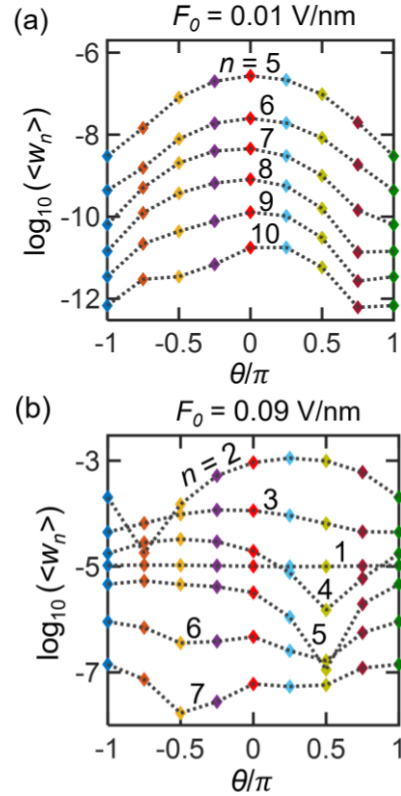 (a)
F₀ = 0.01 V/nm
-6
-8
-10
-12
log₁₀ (<wₙ>)
n = 5
6
7
8
9
10
-1 -0.5 0 0.5 1
θ/π
(b)
F₀ = 0.09 V/nm
-3
-5
-7
log₁₀ (<wₙ>)
n = 2
3
1
4
5
6
7
-1 -0.5 0 0.5 1
θ/π